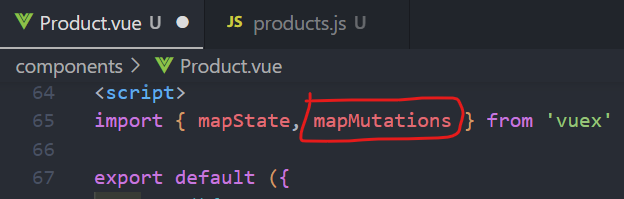 Product.vue U JS products.js U
components > Product.vue
64 <script>
65 import { mapState, mapMutations } from 'vuex'
66
67 export default ({